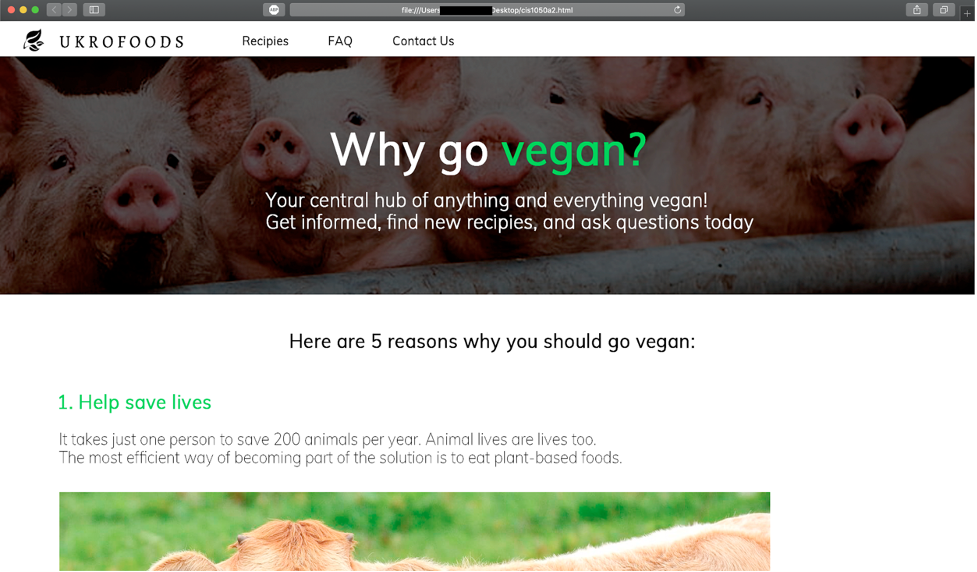 ABP
file:///Users Desktop/cis1050a2.html
UKROFOODS
Recipies FAQ Contact Us
Why go vegan?
Your central hub of anything and everything vegan!
Get informed, find new recipies, and ask questions today
Here are 5 reasons why you should go vegan:
1. Help save lives
It takes just one person to save 200 animals per year. Animal lives are lives too.
The most efficient way of becoming part of the solution is to eat plant-based foods.